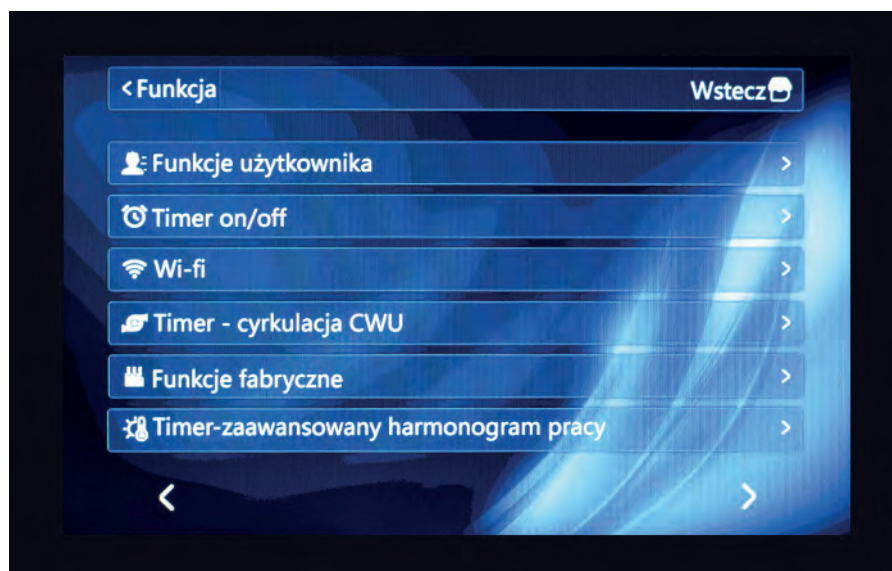 <Funkcja Wstecz
Funkcje użytkownika >
Timer on/off >
Wi-fi >
Timer - cyrkulacja CWU >
Funkcje fabryczne >
Timer-zaawansowany harmonogram pracy >
< >